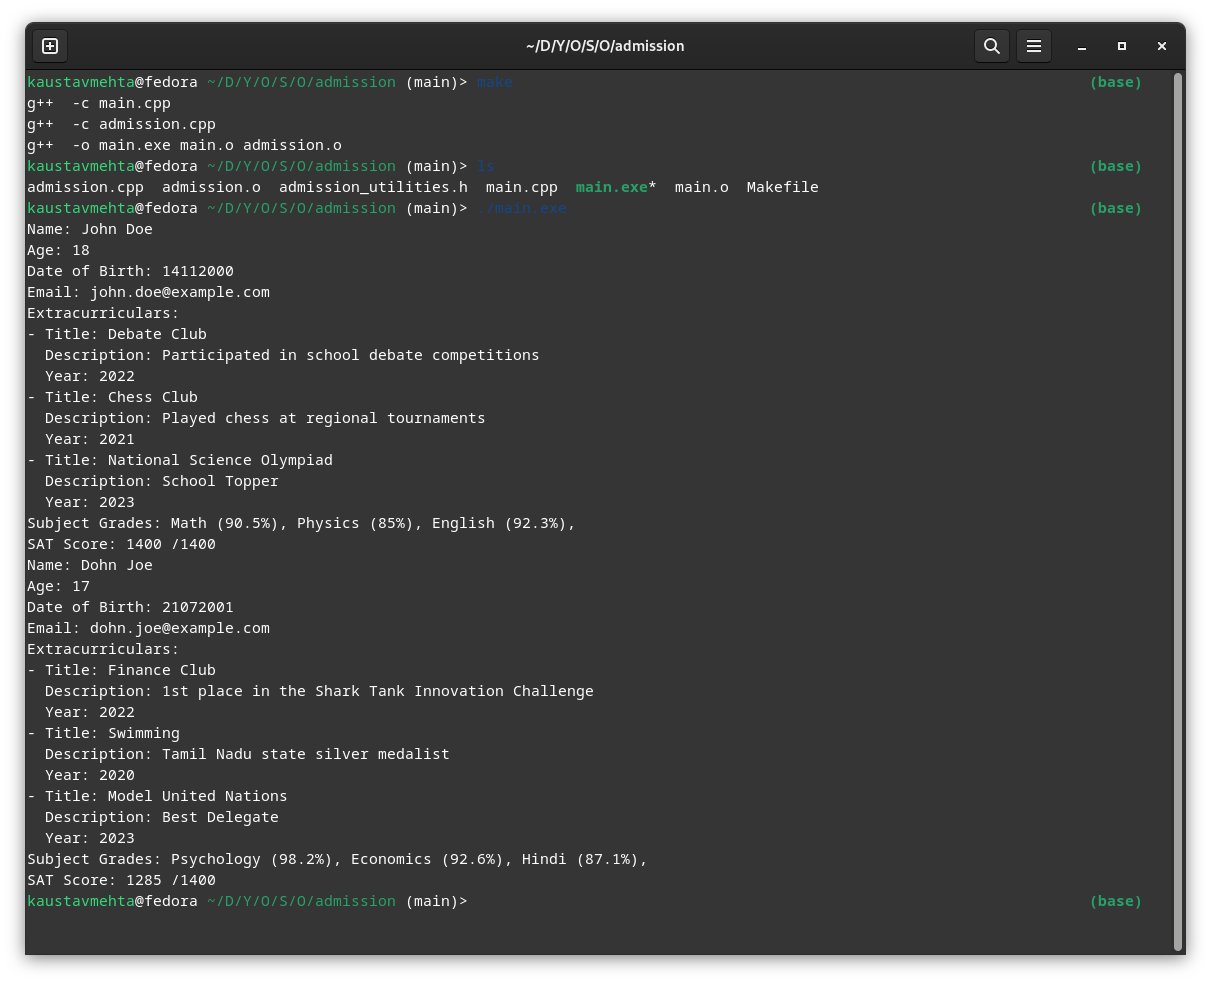 ~/D/Y/O/S/O/admission
kaustavmehta@fedora ~/D/Y/O/S/O/admission (main)> make (base)
g++  -c main.cpp
g++  -c admission.cpp
g++  -o main.exe main.o admission.o
kaustavmehta@fedora ~/D/Y/O/S/O/admission (main)> ls (base)
admission.cpp  admission.o  admission_utilities.h  main.cpp  main.exe*  main.o  Makefile
kaustavmehta@fedora ~/D/Y/O/S/O/admission (main)> ./main.exe (base)
Name: John Doe
Age: 18
Date of Birth: 14112000
Email: john.doe@example.com
Extracurriculars:
- Title: Debate Club
  Description: Participated in school debate competitions
  Year: 2022
- Title: Chess Club
  Description: Played chess at regional tournaments
  Year: 2021
- Title: National Science Olympiad
  Description: School Topper
  Year: 2023
Subject Grades: Math (90.5%), Physics (85%), English (92.3%),
SAT Score: 1400 /1400
Name: Dohn Joe
Age: 17
Date of Birth: 21072001
Email: dohn.joe@example.com
Extracurriculars:
- Title: Finance Club
  Description: 1st place in the Shark Tank Innovation Challenge
  Year: 2022
- Title: Swimming
  Description: Tamil Nadu state silver medalist
  Year: 2020
- Title: Model United Nations
  Description: Best Delegate
  Year: 2023
Subject Grades: Psychology (98.2%), Economics (92.6%), Hindi (87.1%),
SAT Score: 1285 /1400
kaustavmehta@fedora ~/D/Y/O/S/O/admission (main)> (base)